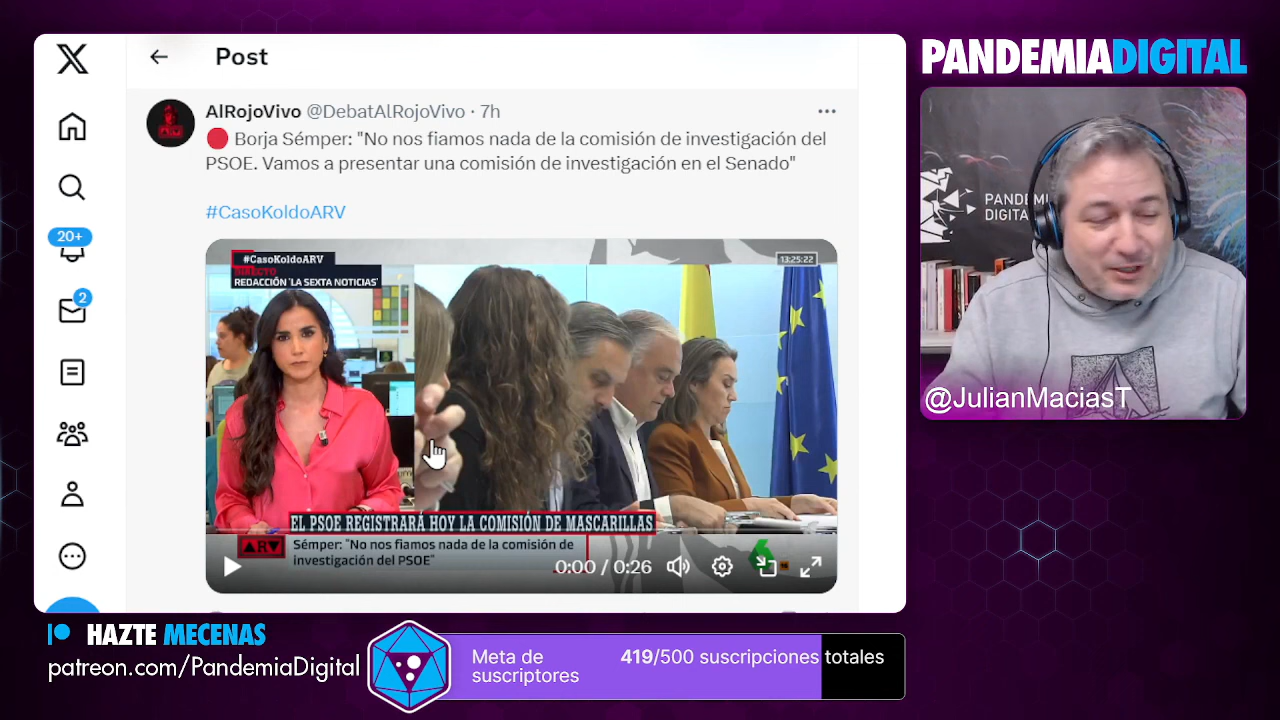 Post
AlRojoVivo @DebatAlRojoVivo · 7h
🔴 Borja Sémper: "No nos fiamos nada de la comisión de investigación del
PSOE. Vamos a presentar una comisión de investigación en el Senado"
#CasoKoldoARV
20+
2
#CasoKoldoARV
DIRECTO
REDACCIÓN 'LA SEXTA NOTICIAS'
13:25:22
EL PSOE REGISTRARÁ HOY LA COMISIÓN DE MASCARILLAS
ARV
Sémper: "No nos fiamos nada de la comisión de
investigación del PSOE"
0:00 / 0:26
PANDEMIADIGITAL
PANDEMI
DIGITA
@JulianMaciasT
HAZTE MECENAS
patreon.com/PandemiaDigital
Meta de
suscriptores
419/500 suscripciones totales